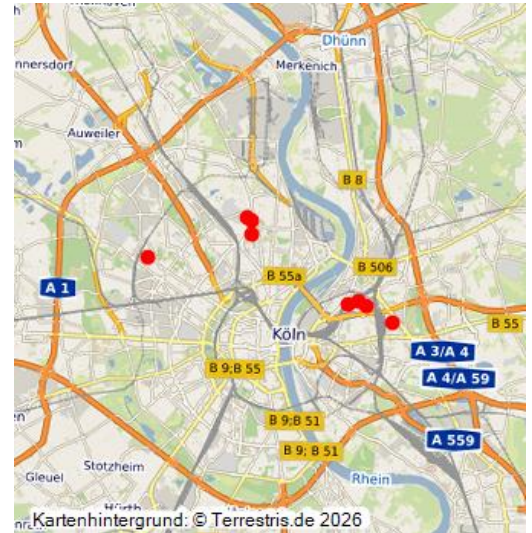 Dhünn
nnersdorf
Merkenich
Auweiler
B 8
A 1
B 506
B 55a
Köln
B 55
A 3/A 4
B 9;B 55
A 4/A 59
B 9;B 51
A 559
B 9; B 51
Stotzheim
Gleuel
Rhein
Hürth
Kartenhintergrund: © Terrestris.de 2026